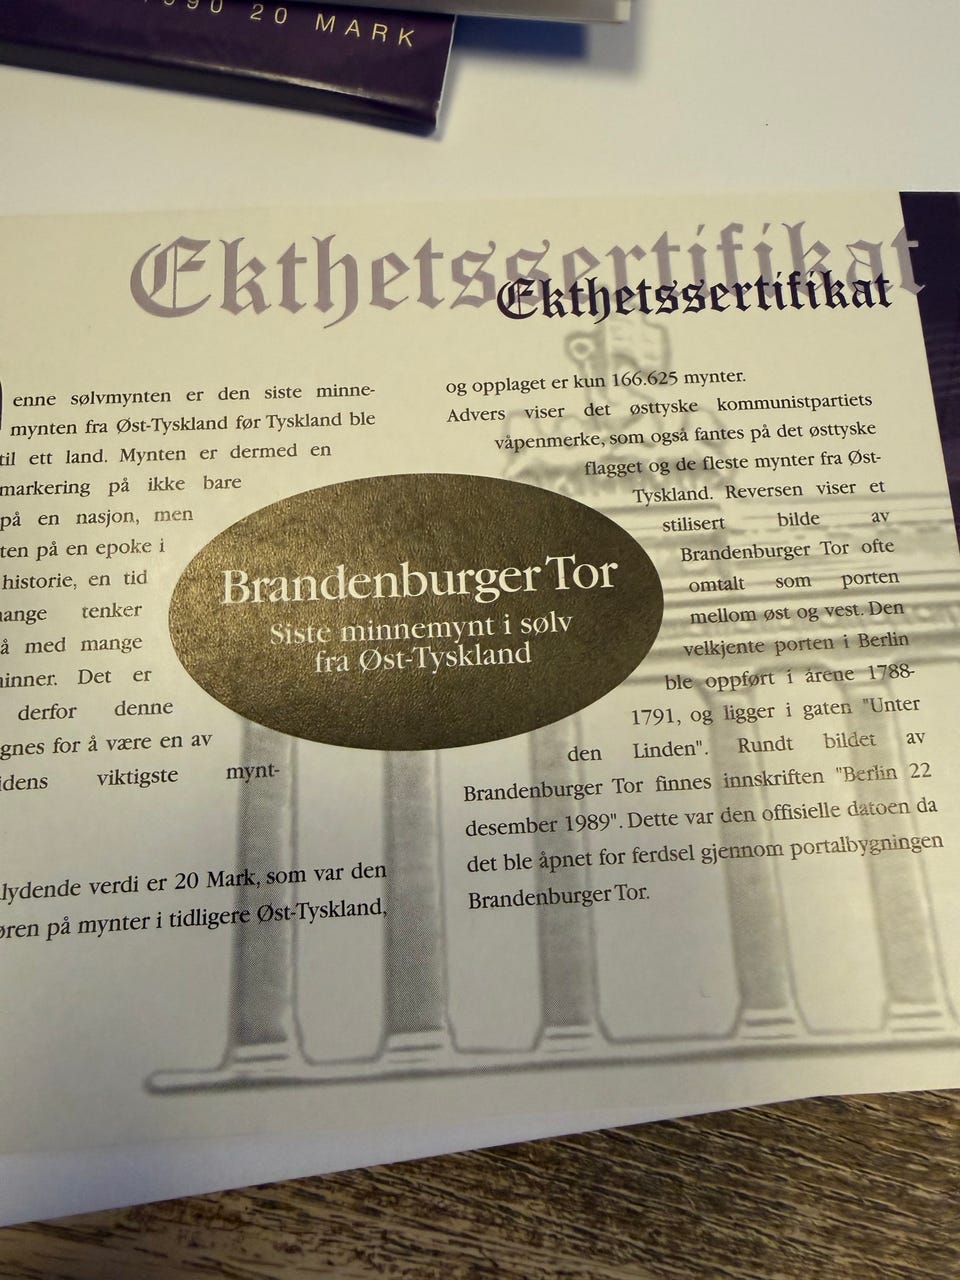 990 20 MARK
Ekthetssertifikat
Ekthetssertifikat
enne sølvmynten er den siste minne-
mynten fra Øst-Tyskland før Tyskland ble
til ett land. Mynten er dermed en
markering på ikke bare
på en nasjon, men
ten på en epoke i
historie, en tid
ange tenker
å med mange
inner. Det er
derfor denne
gnes for å være en av
idens viktigste mynt-
lydende verdi er 20 Mark, som var den
øren på mynter i tidligere Øst-Tyskland,
Brandenburger Tor
Siste minnemynt i sølv
fra Øst-Tyskland
og opplaget er kun 166.625 mynter.
Advers viser det østtyske kommunistpartiets
våpenmerke, som også fantes på det østtyske
flagget og de fleste mynter fra Øst-
Tyskland. Reversen viser et
stilisert bilde av
Brandenburger Tor ofte
omtalt som porten
mellom øst og vest. Den
velkjente porten i Berlin
ble oppført i årene 1788-
1791, og ligger i gaten "Unter
den Linden". Rundt bildet av
Brandenburger Tor finnes innskriften "Berlin 22
desember 1989". Dette var den offisielle datoen da
det ble åpnet for ferdsel gjennom portalbygningen
Brandenburger Tor.